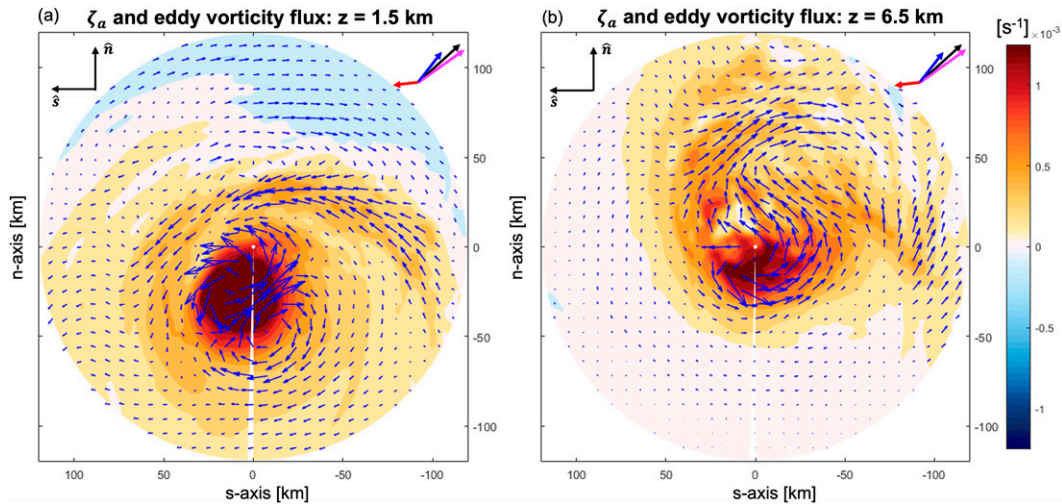 (a) ζₐ and eddy vorticity flux: z = 1.5 km
n̂
ŝ
100
50
0
-50
-100
n-axis [km]
100 50 0 -50 -100
s-axis [km]
(b) ζₐ and eddy vorticity flux: z = 6.5 km
n̂
ŝ
100
50
0
-50
-100
n-axis [km]
100 50 0 -50 -100
s-axis [km]
[s⁻¹]
×10⁻³
1
0.5
0
-0.5
-1